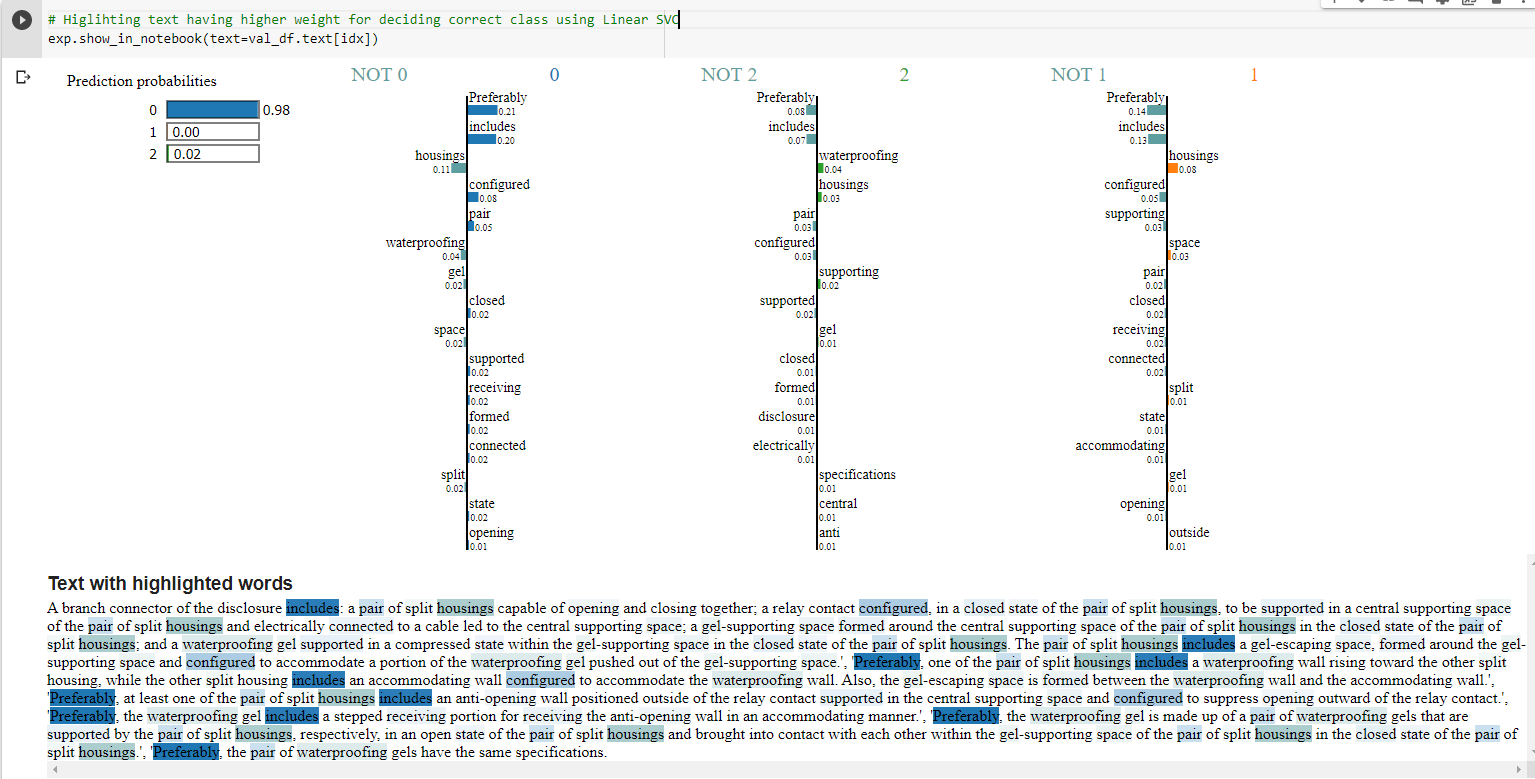 # Higlihting text having higher weight for deciding correct class using Linear SVC
exp.show_in_notebook(text=val_df.text[idx])
Prediction probabilities
0 0.98
1 0.00
2 0.02
NOT 0 0
Preferably
0.21
includes
0.20
housings
0.11
configured
0.08
pair
0.05
waterproofing
0.04
gel
0.02
closed
0.02
space
0.02
supported
0.02
receiving
0.02
formed
0.02
connected
0.02
split
0.02
state
0.02
opening
0.01
NOT 2 2
Preferably
0.08
includes
0.07
waterproofing
0.04
housings
0.03
pair
0.03
configured
0.03
supporting
0.02
supported
0.02
gel
0.01
closed
0.01
formed
0.01
disclosure
0.01
electrically
0.01
specifications
0.01
central
0.01
anti
0.01
NOT 1 1
Preferably
0.14
includes
0.13
housings
0.08
configured
0.05
supporting
0.03
space
0.03
pair
0.02
closed
0.02
receiving
0.02
connected
0.02
split
0.01
state
0.01
accommodating
0.01
gel
0.01
opening
0.01
outside
0.01
Text with highlighted words
A branch connector of the disclosure includes: a pair of split housings capable of opening and closing together; a relay contact configured, in a closed state of the pair of split housings, to be supported in a central supporting space
of the pair of split housings and electrically connected to a cable led to the central supporting space; a gel-supporting space formed around the central supporting space of the pair of split housings in the closed state of the pair of
split housings; and a waterproofing gel supported in a compressed state within the gel-supporting space in the closed state of the pair of split housings. The pair of split housings includes a gel-escaping space, formed around the gel-
supporting space and configured to accommodate a portion of the waterproofing gel pushed out of the gel-supporting space.', 'Preferably, one of the pair of split housings includes a waterproofing wall rising toward the other split
housing, while the other split housing includes an accommodating wall configured to accommodate the waterproofing wall. Also, the gel-escaping space is formed between the waterproofing wall and the accommodating wall.',
'Preferably, at least one of the pair of split housings includes an anti-opening wall positioned outside of the relay contact supported in the central supporting space and configured to suppress opening outward of the relay contact.',
'Preferably, the waterproofing gel includes a stepped receiving portion for receiving the anti-opening wall in an accommodating manner.', 'Preferably, the waterproofing gel is made up of a pair of waterproofing gels that are
supported by the pair of split housings, respectively, in an open state of the pair of split housings and brought into contact with each other within the gel-supporting space of the pair of split housings in the closed state of the pair of
split housings.', 'Preferably, the pair of waterproofing gels have the same specifications.